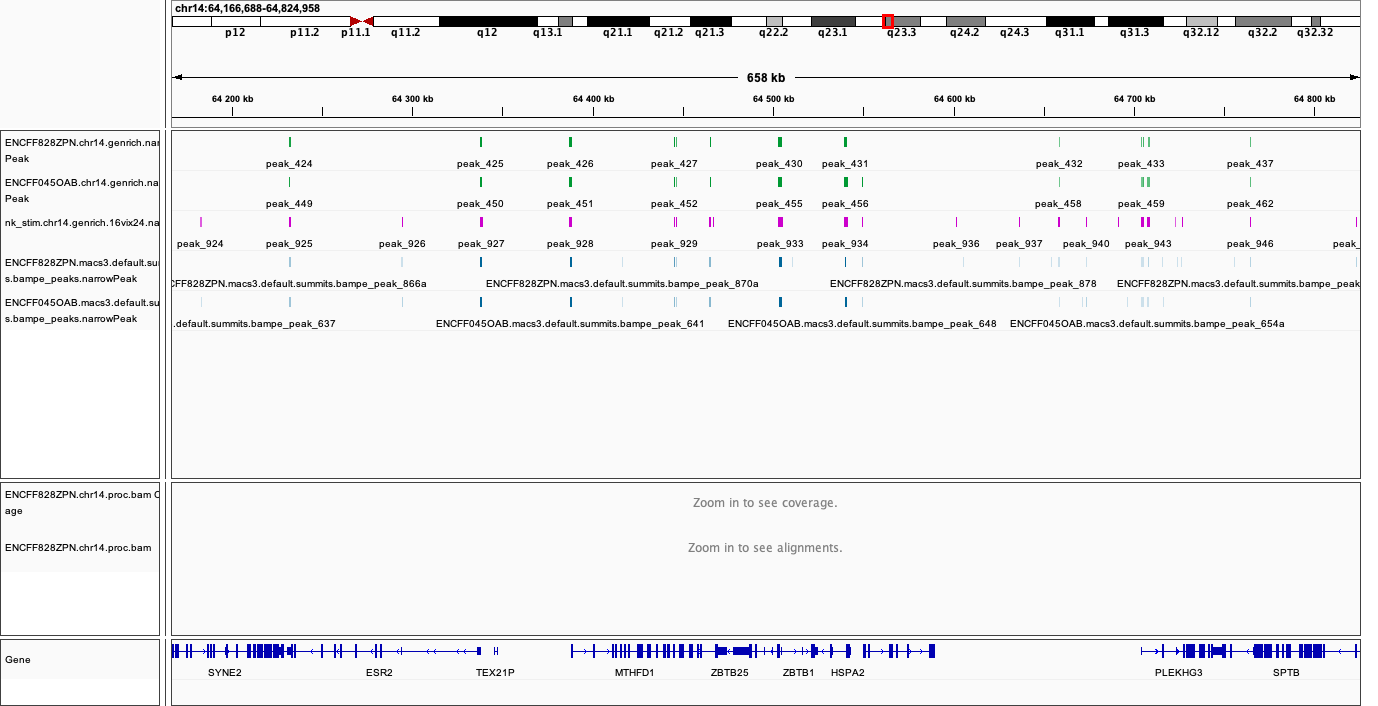 chr14:64,166,688-64,824,958
p12 p11.2 p11.1 q11.2 q12 q13.1 q21.1 q21.2 q21.3 q22.2 q23.1 q23.3 q24.2 q24.3 q31.1 q31.3 q32.12 q32.2 q32.32
658 kb
64 200 kb 64 300 kb 64 400 kb 64 500 kb 64 600 kb 64 700 kb 64 800 kb
ENCFF828ZPN.chr14.genrich.nar
Peak
peak_424 peak_425 peak_426 peak_427 peak_430 peak_431 peak_432 peak_433 peak_437
ENCFF045OAB.chr14.genrich.na
Peak
peak_449 peak_450 peak_451 peak_452 peak_455 peak_456 peak_458 peak_459 peak_462
nk_stim.chr14.genrich.16vix24.na
peak_924 peak_925 peak_926 peak_927 peak_928 peak_929 peak_933 peak_934 peak_936 peak_937 peak_940 peak_943 peak_946 peak_
ENCFF828ZPN.macs3.default.su
s.bampe_peaks.narrowPeak
CFF828ZPN.macs3.default.summits.bampe_peak_866a ENCFF828ZPN.macs3.default.summits.bampe_peak_870a ENCFF828ZPN.macs3.default.summits.bampe_peak_878 ENCFF828ZPN.macs3.default.summits.bampe_peak
ENCFF045OAB.macs3.default.su
s.bampe_peaks.narrowPeak
.default.summits.bampe_peak_637 ENCFF045OAB.macs3.default.summits.bampe_peak_641 ENCFF045OAB.macs3.default.summits.bampe_peak_648 ENCFF045OAB.macs3.default.summits.bampe_peak_654a
ENCFF828ZPN.chr14.proc.bam C
age
Zoom in to see coverage.
ENCFF828ZPN.chr14.proc.bam
Zoom in to see alignments.
Gene
SYNE2 ESR2 TEX21P MTHFD1 ZBTB25 ZBTB1 HSPA2 PLEKHG3 SPTB